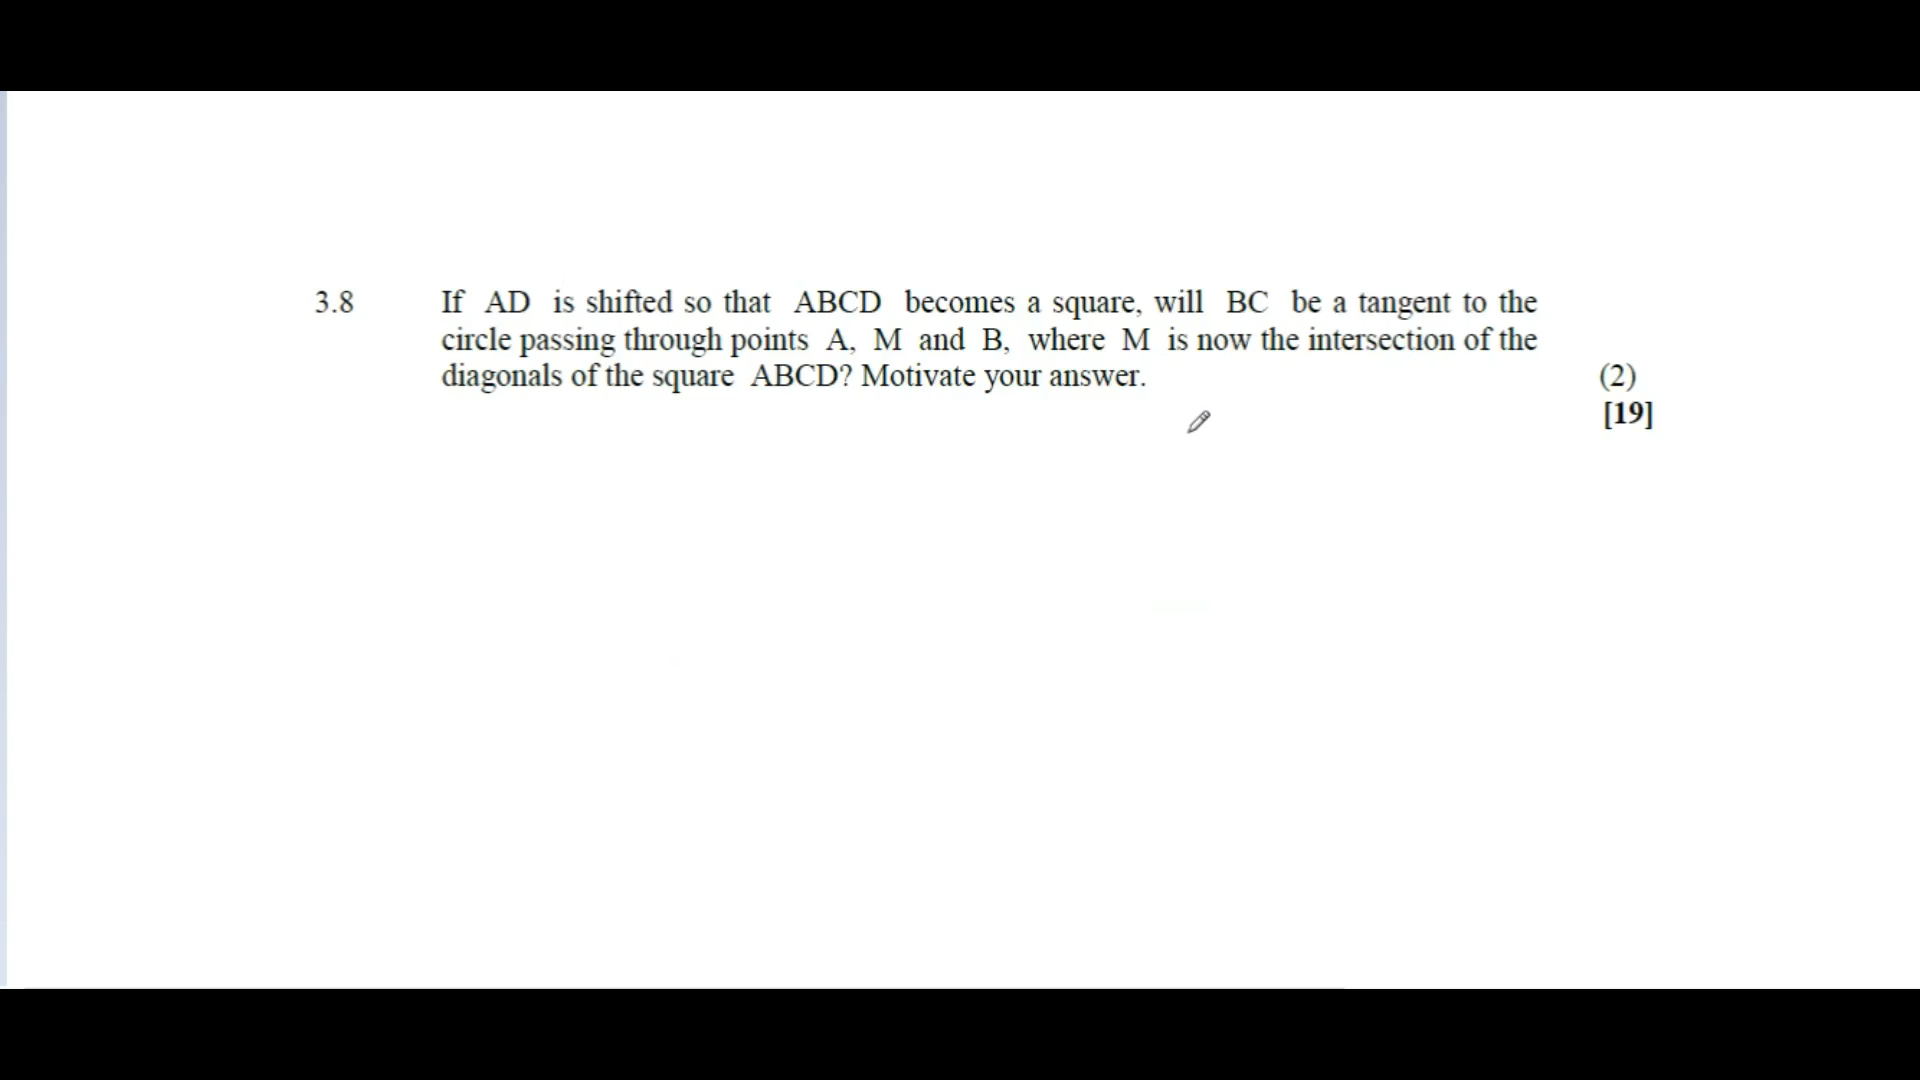 3.8 If AD is shifted so that ABCD becomes a square, will BC be a tangent to the
circle passing through points A, M and B, where M is now the intersection of the
diagonals of the square ABCD? Motivate your answer. (2)
[19]